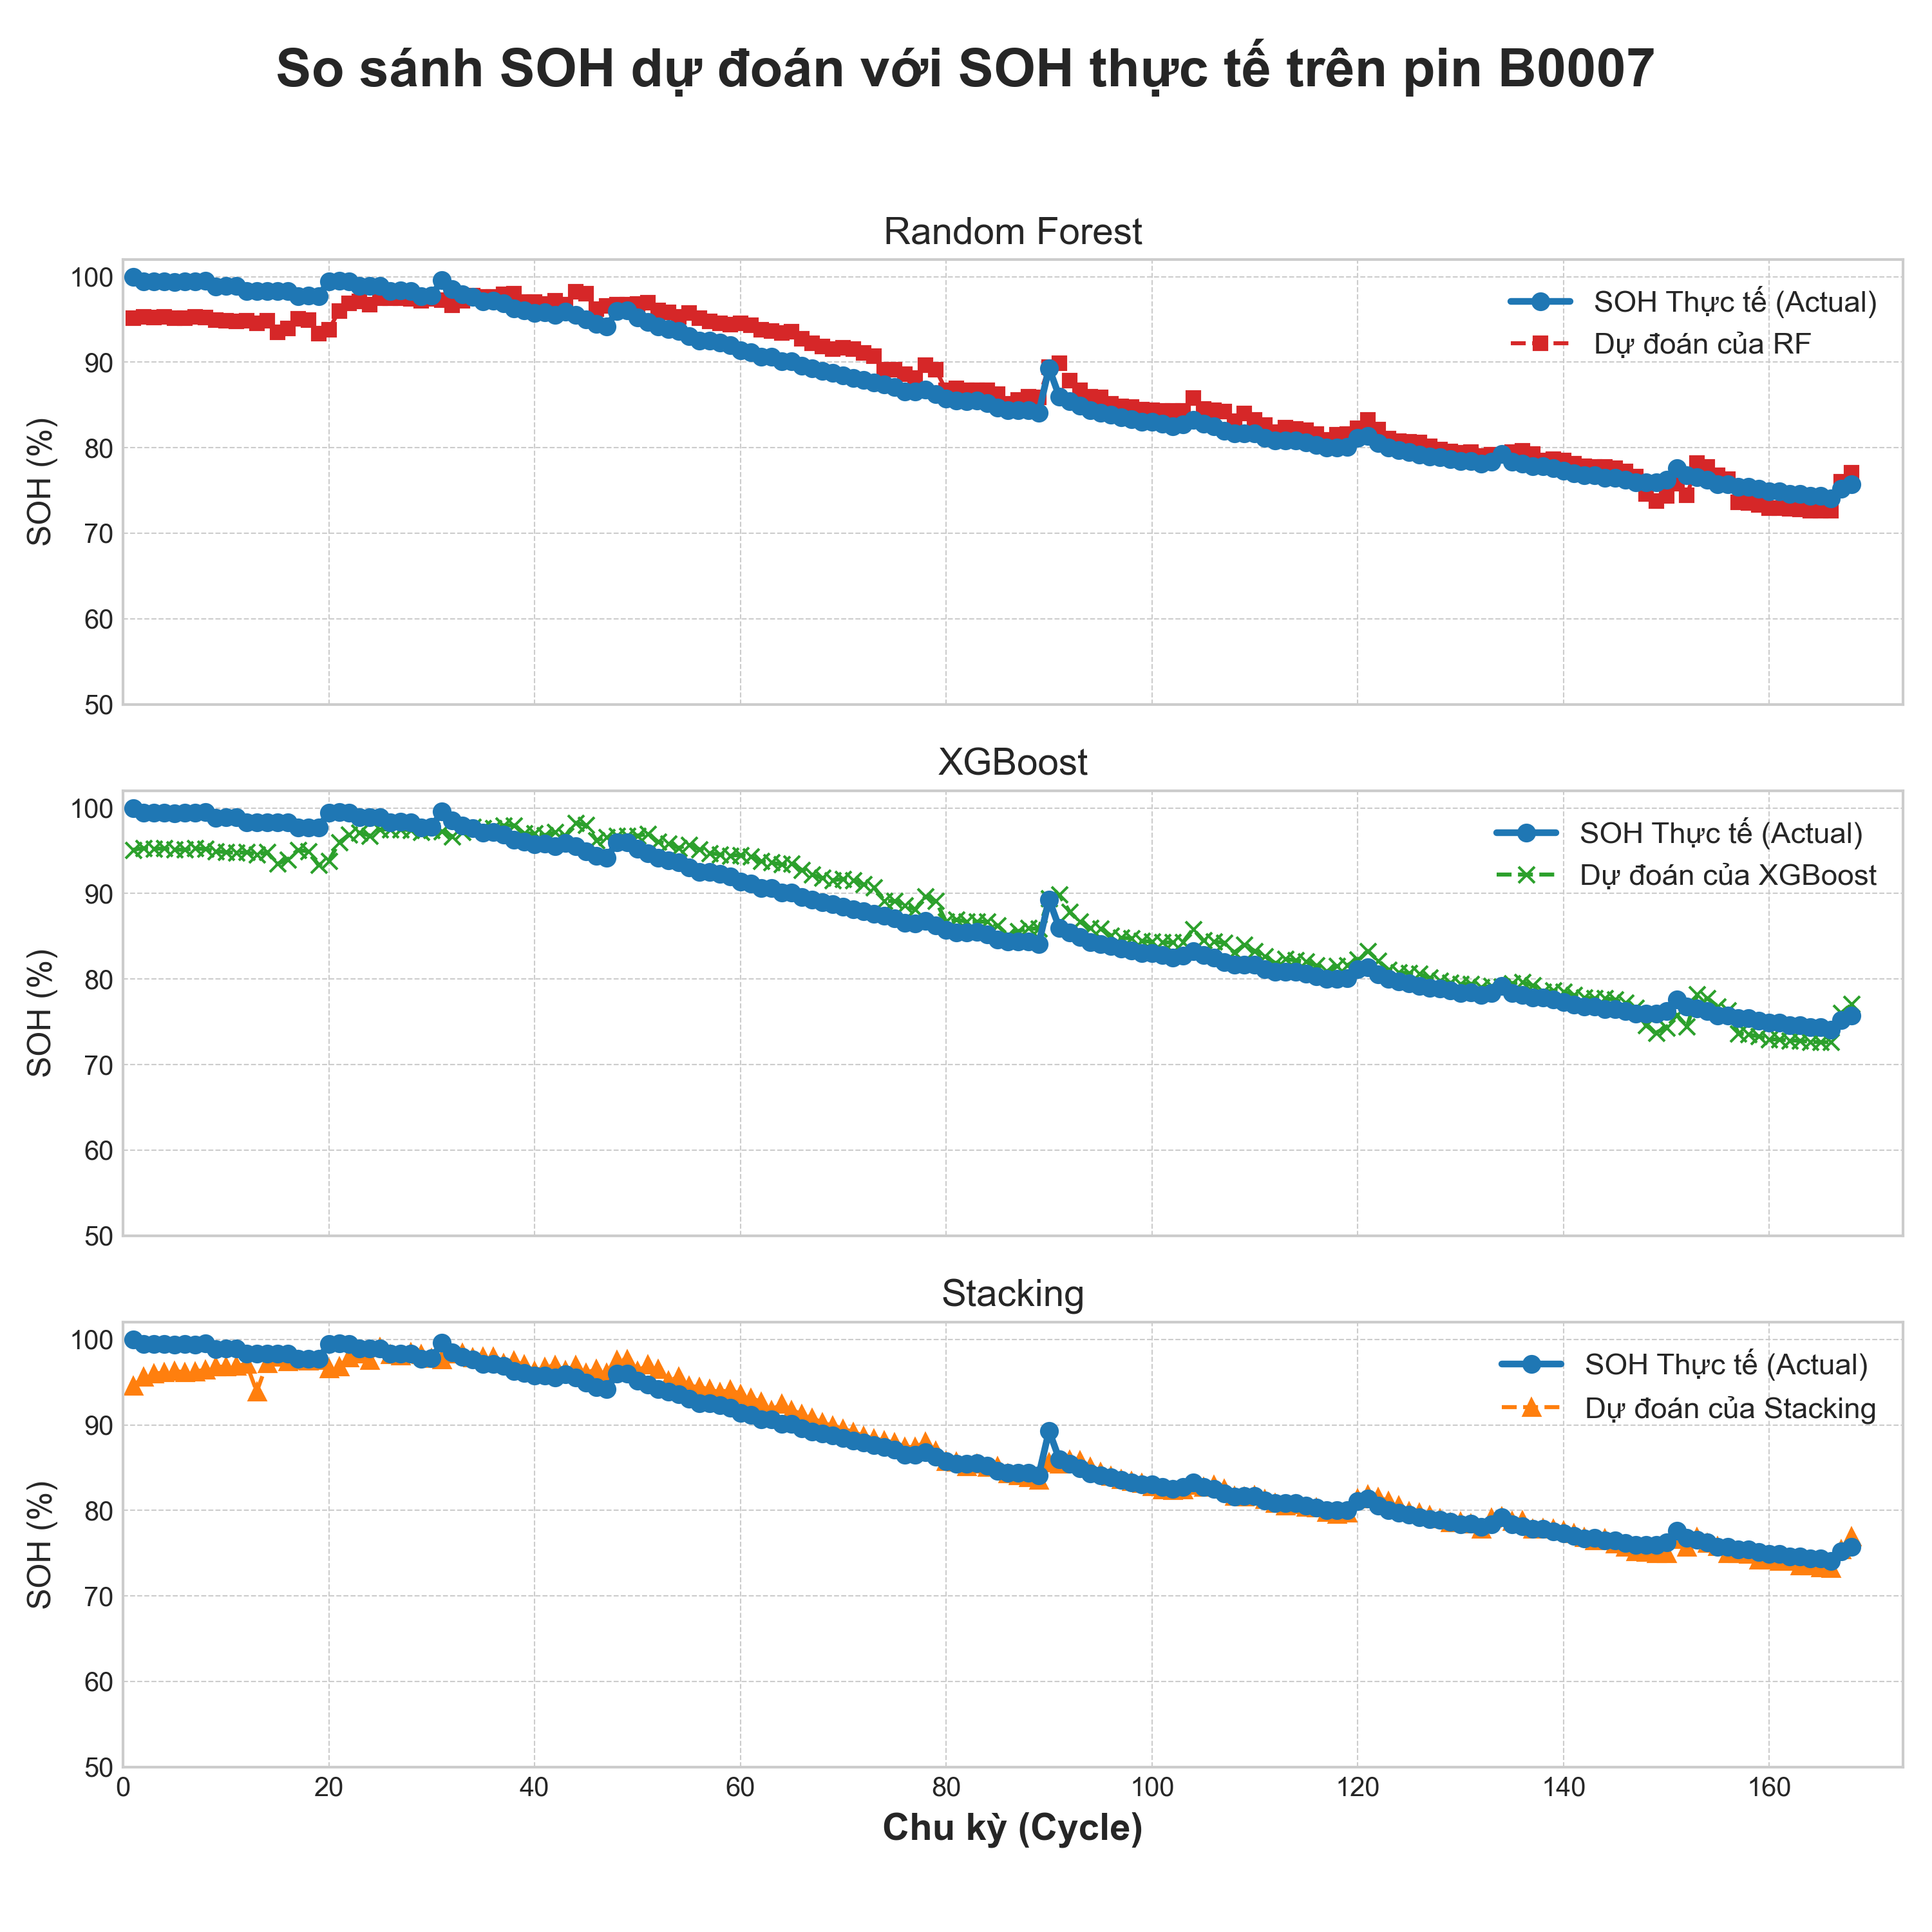 So sánh SOH dự đoán với SOH thực tế trên pin B0007
Random Forest
SOH (%)
100
90
80
70
60
50
SOH Thực tế (Actual)
Dự đoán của RF
XGBoost
SOH (%)
100
90
80
70
60
50
SOH Thực tế (Actual)
Dự đoán của XGBoost
Stacking
SOH (%)
100
90
80
70
60
50
SOH Thực tế (Actual)
Dự đoán của Stacking
0 20 40 60 80 100 120 140 160
Chu kỳ (Cycle)